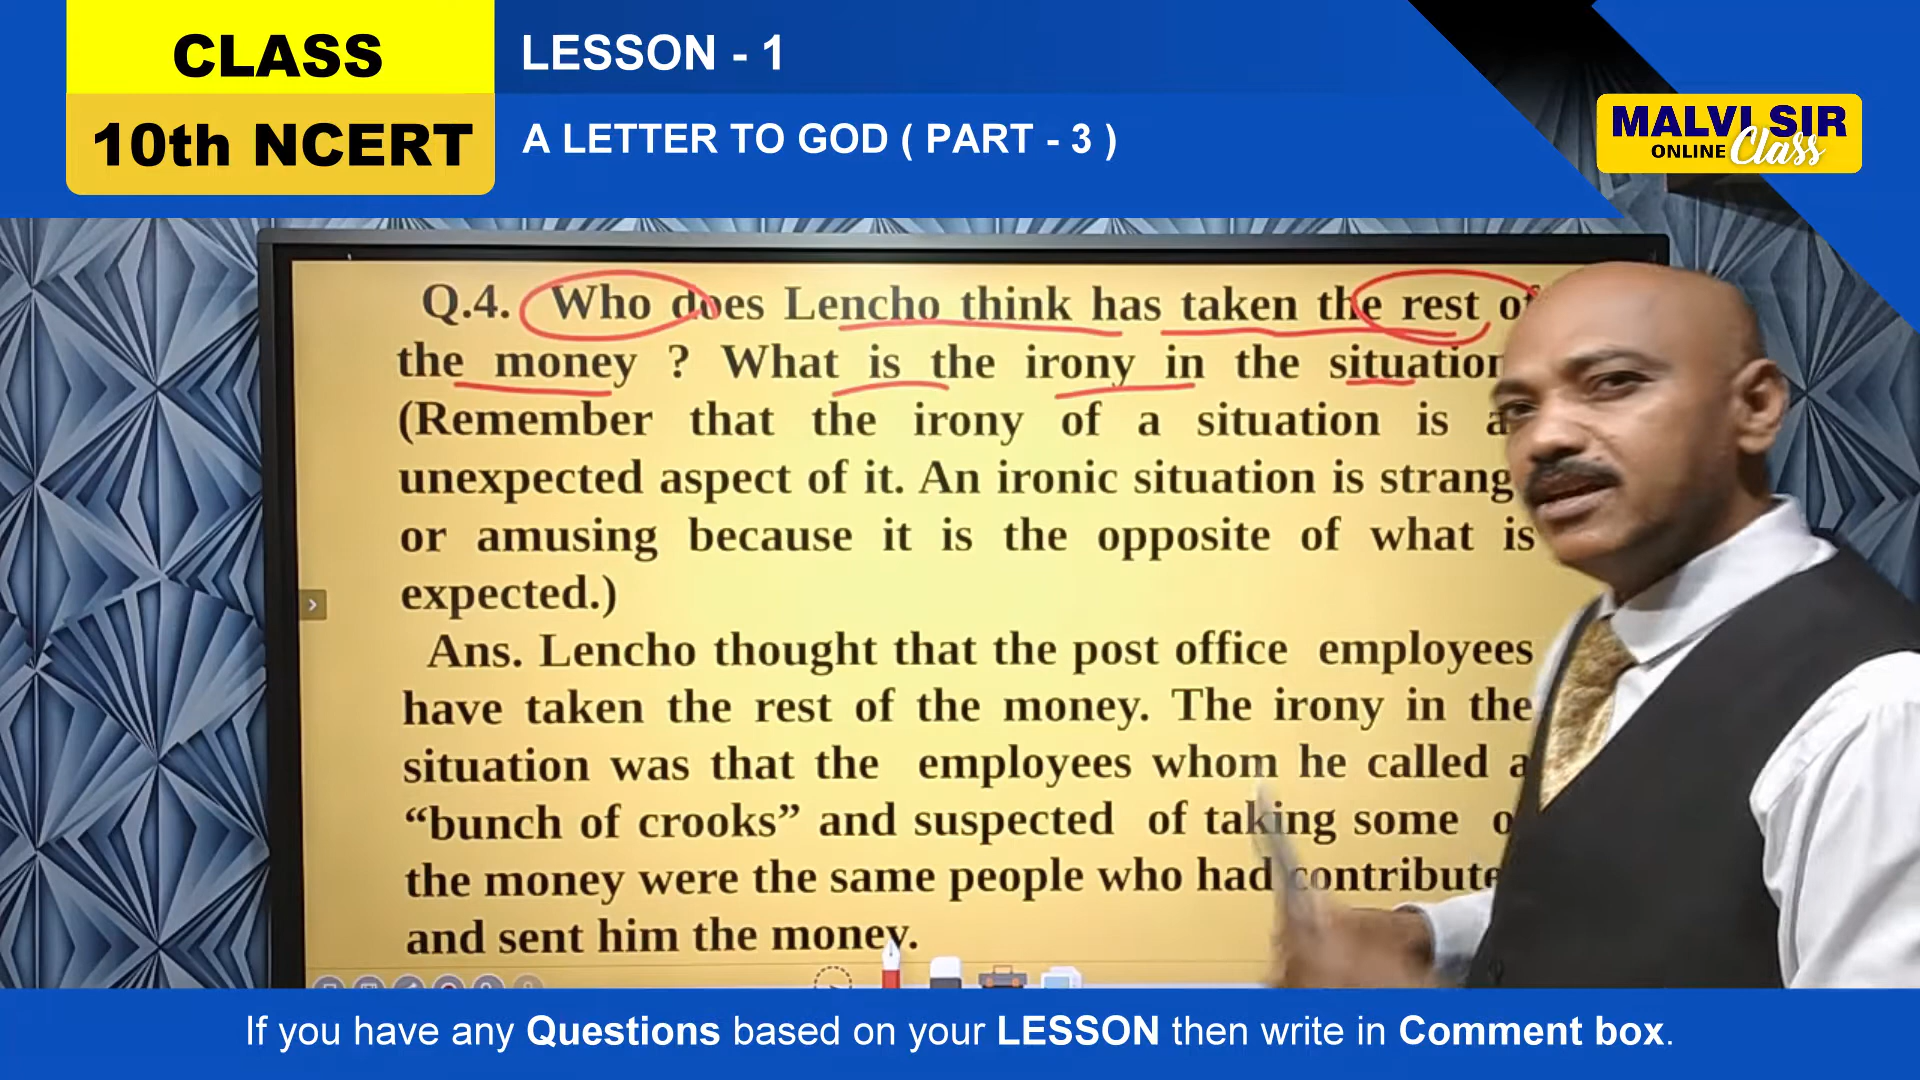 CLASS
10th NCERT
LESSON - 1
A LETTER TO GOD ( PART - 3 )
MALVI SIR
ONLINE Class
Q.4. Who does Lencho think has taken the rest of
the money ? What is the irony in the situation
(Remember that the irony of a situation is
unexpected aspect of it. An ironic situation is
or amusing because it is the opposite of what is
expected.)
Ans. Lencho thought that the post office employees
have taken the rest of the money. The irony in the
situation was that the employees whom he called a
“bunch of crooks” and suspected of taking some
the money were the same people who had
and sent him the money.
If you have any Questions based on your LESSON then write in Comment box.